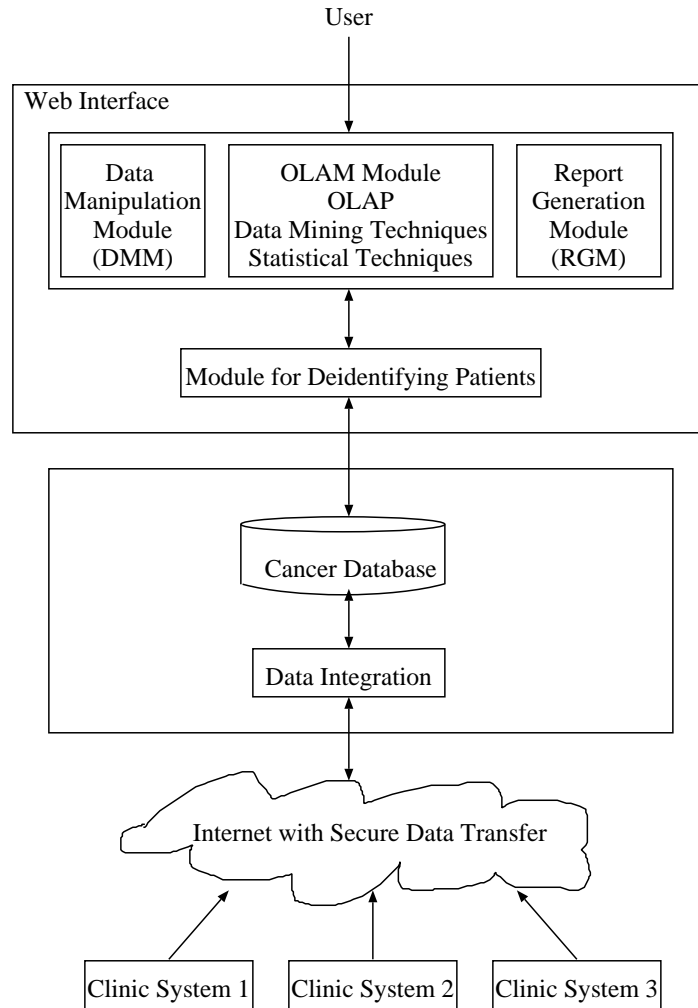 User
Web Interface
Data
Manipulation
Module
(DMM)
OLAM Module
OLAP
Data Mining Techniques
Statistical Techniques
Report
Generation
Module
(RGM)
Module for Deidentifying Patients
Cancer Database
Data Integration
Internet with Secure Data Transfer
Clinic System 1
Clinic System 2
Clinic System 3